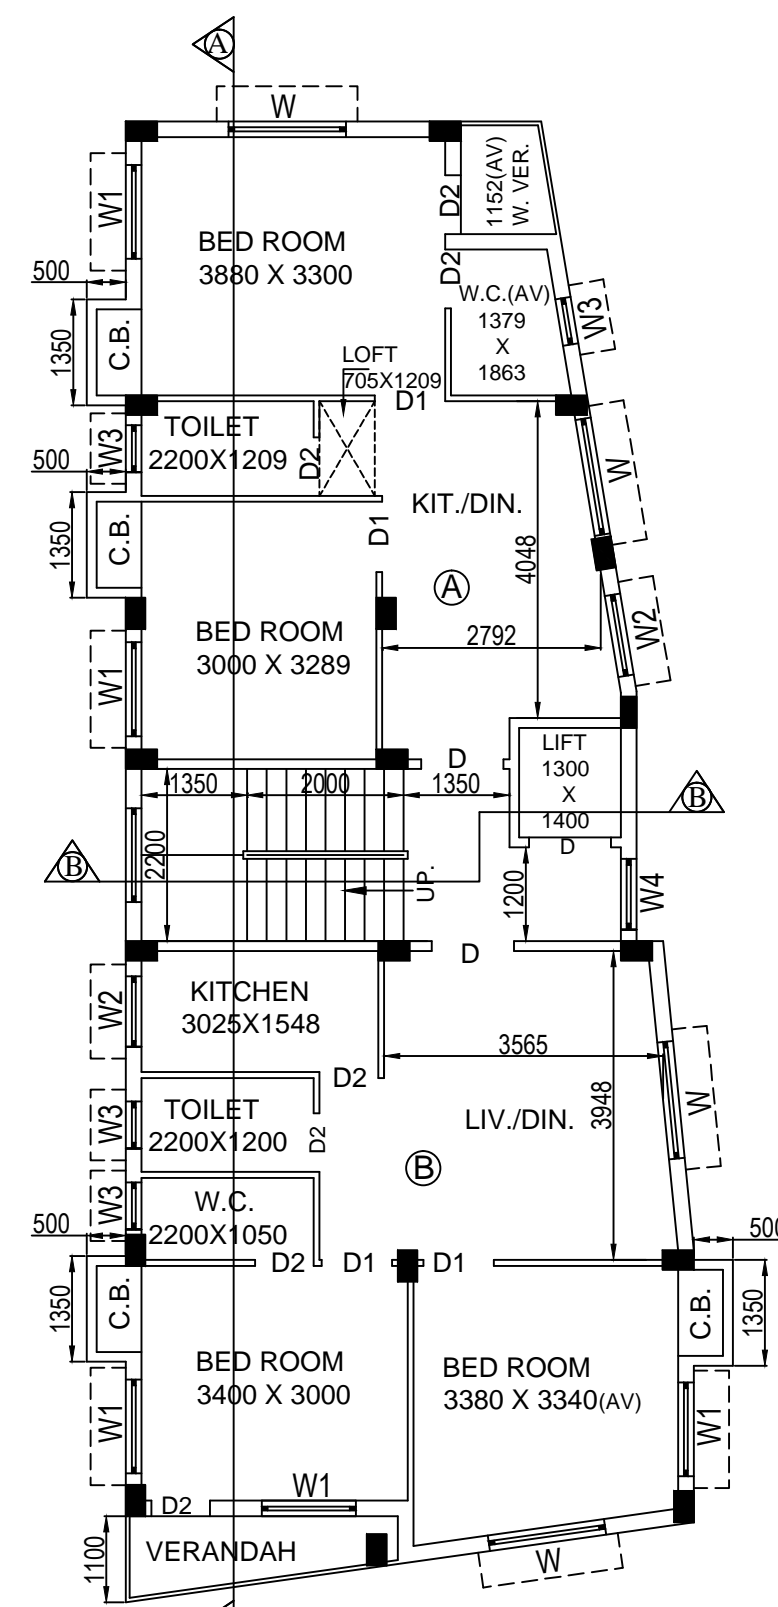 A
W
W1
BED ROOM
3880 X 3300
D2
1152(AV)
W. VER.
D2
500
1350
C.B.
W.C.(AV)
1379
X
1863
W3
LOFT
705X1209
D1
TOILET
2200X1209
W3
D2
500
W
KIT./DIN.
1350
C.B.
D1
4048
A
BED ROOM
3000 X 3289
2792
W2
W1
D
LIFT
1300
X
1400
D
1350
2000
1350
B
2200
B
UP.
1200
W4
D
KITCHEN
3025X1548
W2
3565
D2
W
TOILET
2200X1200
W3
D2
LIV./DIN.
3948
B
W.C.
2200X1050
W3
500
500
D2
D1
D1
1350
C.B.
C.B.
1350
BED ROOM
3400 X 3000
BED ROOM
3380 X 3340(AV)
W1
W1
W1
D2
1100
VERANDAH
W